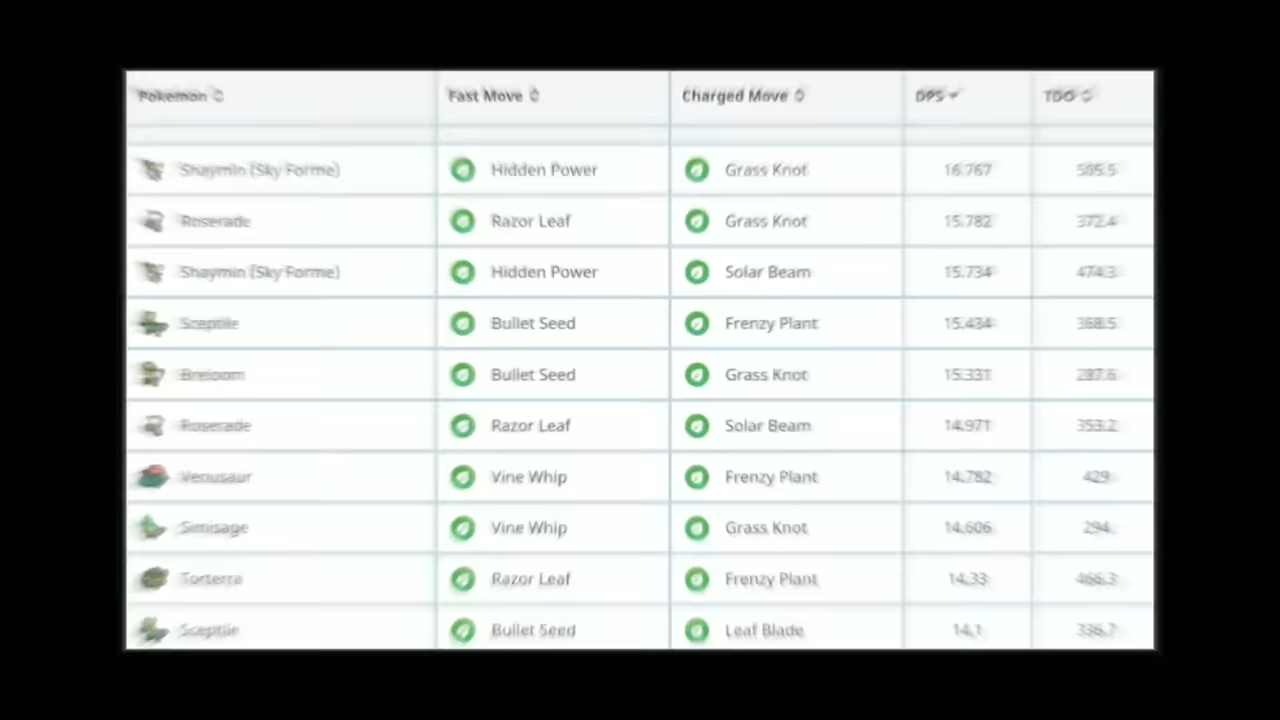 Pokemon Fast Move Charged Move DPS TDO
Shaymin (Sky Forme) Hidden Power Grass Knot 16.767 505.5
Roserade Razor Leaf Grass Knot 15.782 372.4
Shaymin (Sky Forme) Hidden Power Solar Beam 15.734 474.3
Sceptile Bullet Seed Frenzy Plant 15.434 368.5
Breloom Bullet Seed Grass Knot 15.331 287.6
Roserade Razor Leaf Solar Beam 14.971 353.2
Venusaur Vine Whip Frenzy Plant 14.782 429
Simisage Vine Whip Grass Knot 14.606 294
Torterra Razor Leaf Frenzy Plant 14.33 466.3
Sceptile Bullet Seed Leaf Blade 14.1 336.7